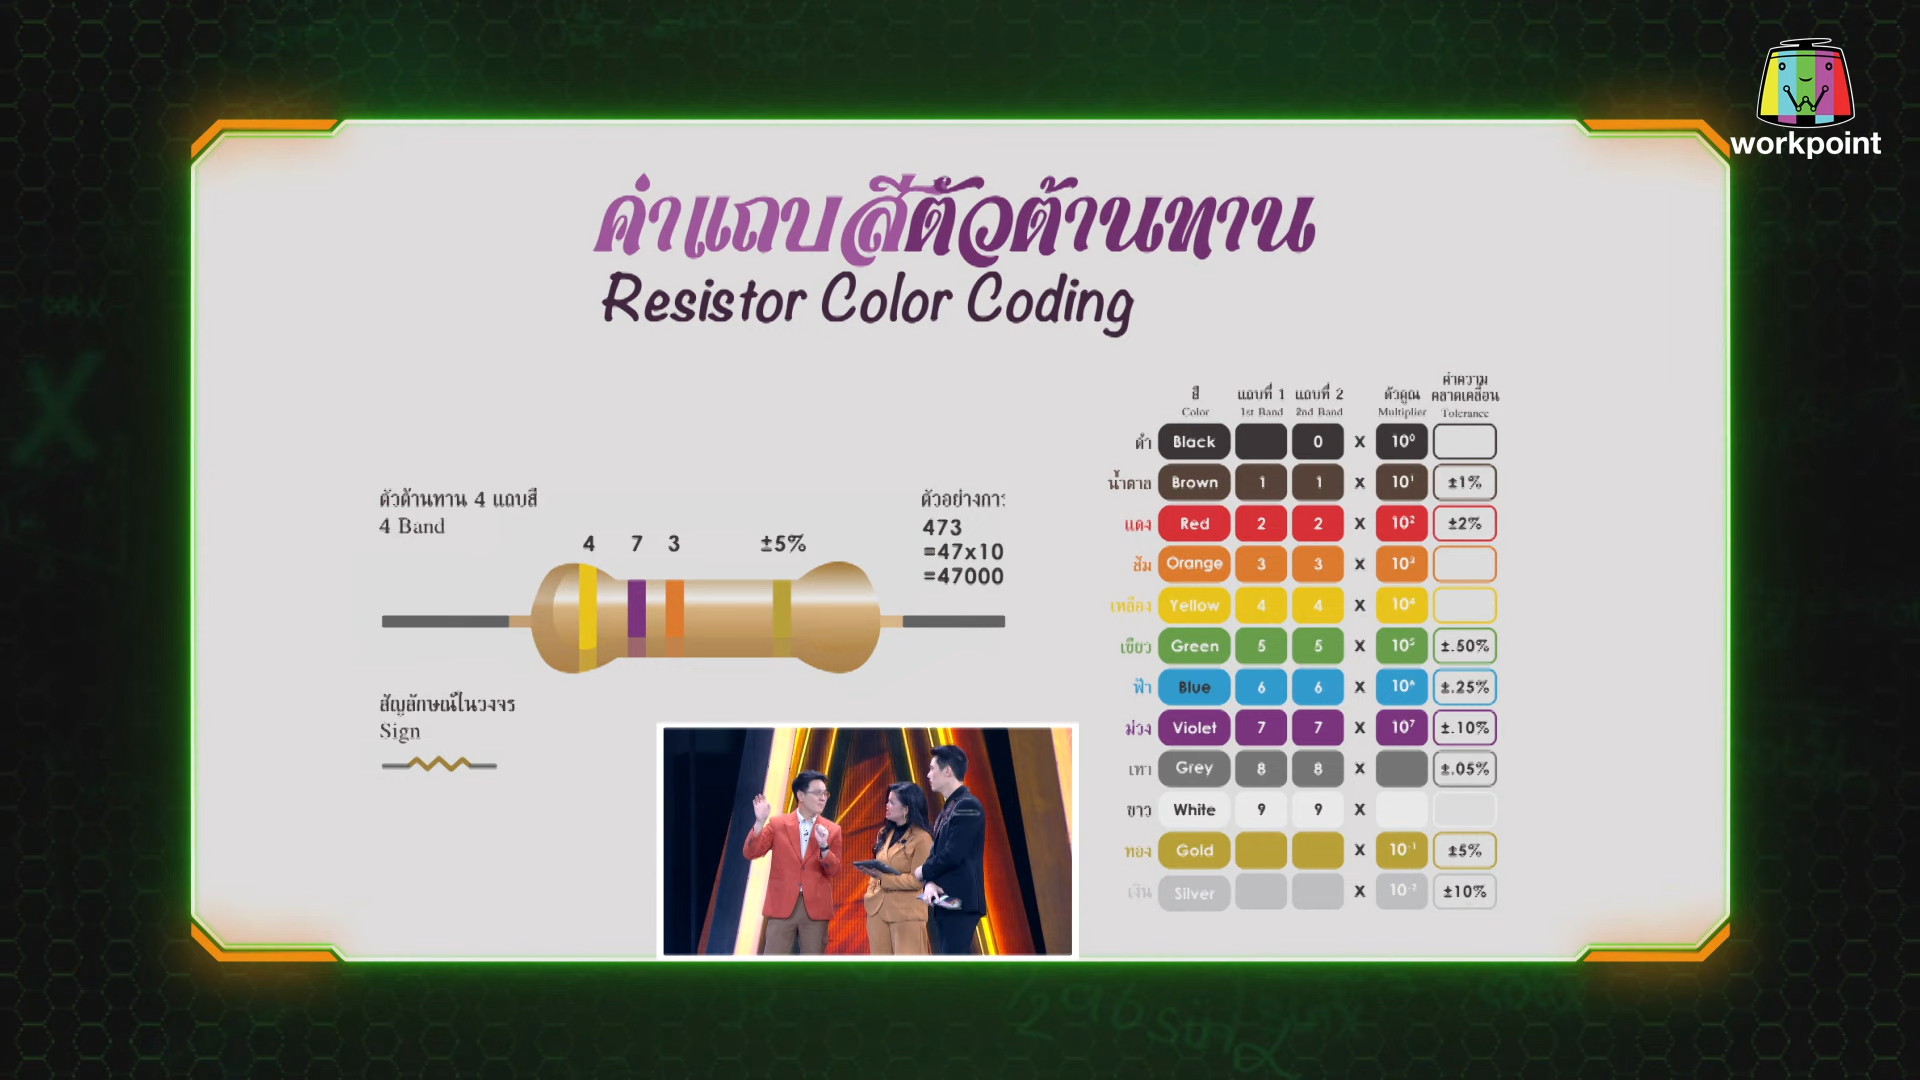 workpoint
ค่าแถบสีตัวต้านทาน
Resistor Color Coding
ตัวต้านทาน 4 แถบสี
4 Band
4 7 3 ±5%
ตัวอย่างการ
473
=47x10
=47000
สัญลักษณ์ในวงจร
Sign
สี แถบที่ 1 แถบที่ 2 ตัวคูณ ค่าความคลาดเคลื่อน
Color 1st Band 2nd Band Multiplier Tolerance
ดำ Black 0 x 10⁰
น้ำตาล Brown 1 1 x 10¹ ±1%
แดง Red 2 2 x 10² ±2%
ส้ม Orange 3 3 x 10³
เหลือง Yellow 4 4 x 10⁴
เขียว Green 5 5 x 10⁵ ±.50%
ฟ้า Blue 6 6 x 10⁶ ±.25%
ม่วง Violet 7 7 x 10⁷ ±.10%
เทา Grey 8 8 x ±.05%
ขาว White 9 9 x
ทอง Gold x 10⁻¹ ±5%
เงิน Silver x 10⁻² ±10%